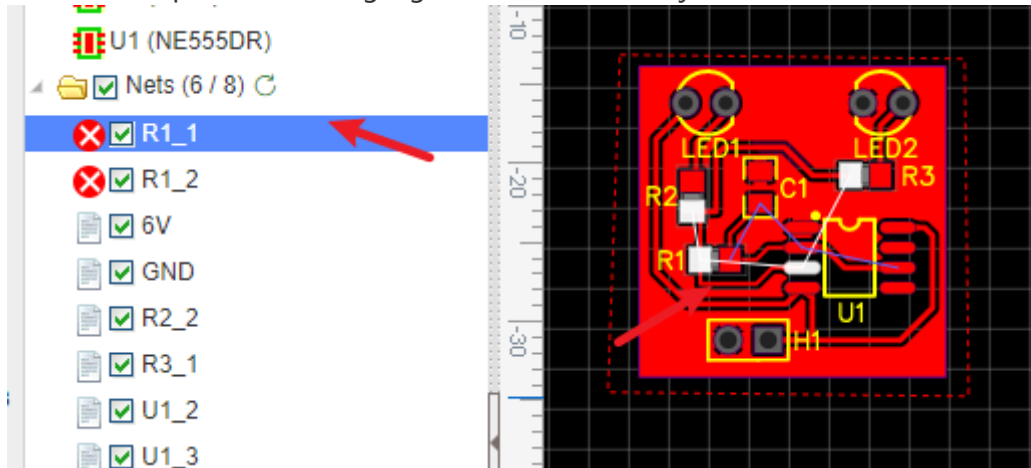 U1 (NE555DR)
Nets (6 / 8)
R1_1
R1_2
6V
GND
R2_2
R3_1
U1_2
U1_3
-10
-20
-30
LED1
LED2
R2
C1
R3
R1
U1
H1